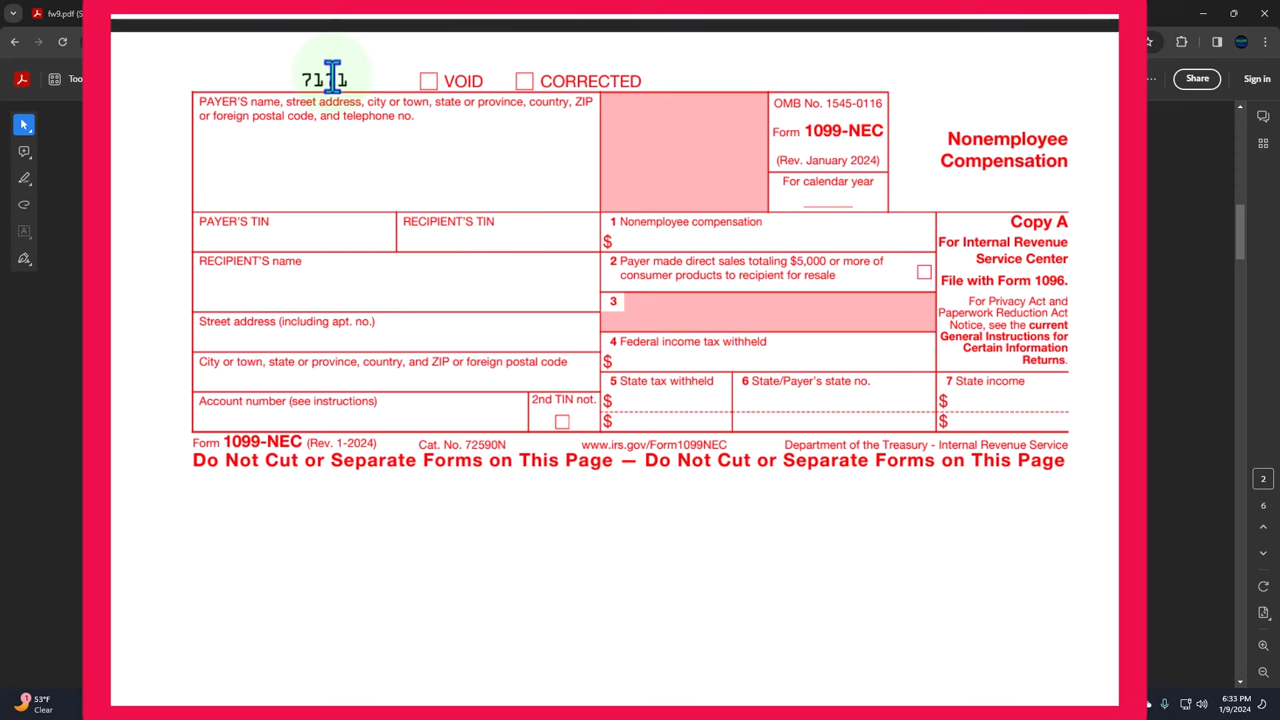 fw9.pdf (S
Too
Share
Sign in
7171 VOID CORRECTED
PAYER'S name, street address, city or town, state or province, country, ZIP
or foreign postal code, and telephone no.
OMB No. 1545-0116
Form 1099-NEC
(Rev. January 2024)
For calendar year
Nonemployee
Compensation
PAYER'S TIN
RECIPIENT'S TIN
1 Nonemployee compensation
$
Copy A
For Internal Revenue
Service Center
File with Form 1096.
RECIPIENT'S name
2 Payer made direct sales totaling $5,000 or more of
consumer products to recipient for resale
3
For Privacy Act and
Paperwork Reduction Act
Notice, see the current
General Instructions for
Certain Information
Returns.
Street address (including apt. no.)
4 Federal income tax withheld
$
City or town, state or province, country, and ZIP or foreign postal code
5 State tax withheld
$
$
6 State/Payer's state no.
7 State income
$
$
Account number (see instructions)
2nd TIN not.
Form 1099-NEC (Rev. 1-2024)
Cat. No. 72590N
www.irs.gov/Form1099NEC
Department of the Treasury - Internal Revenue Service
Do Not Cut or Separate Forms on This Page — Do Not Cut or Separate Forms on This Page
2
6
1
53°F
Clear
6:33 PM
1/9/2024